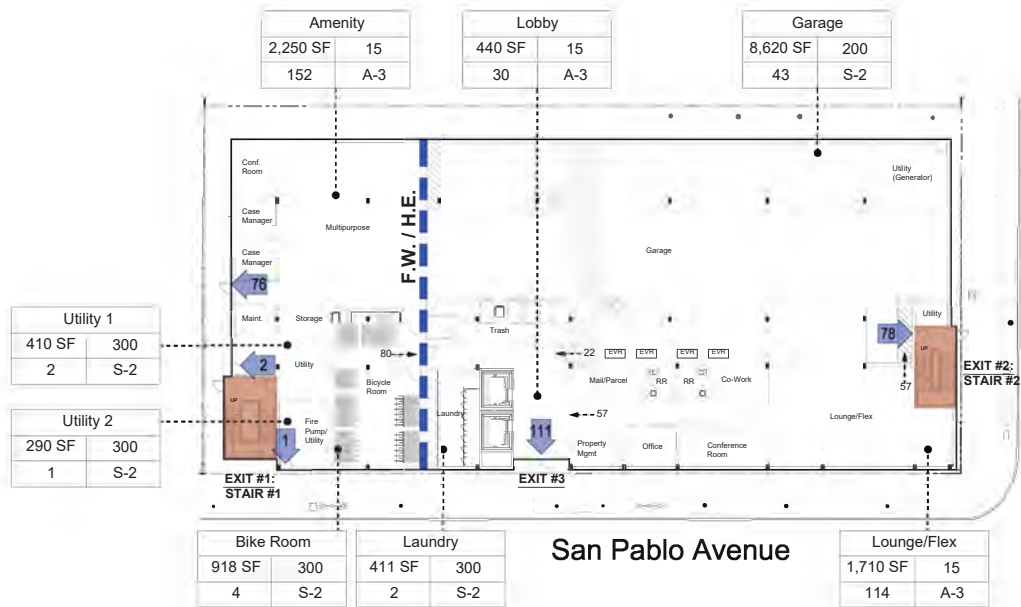 Amenity
2,250 SF 15
152 A-3
Lobby
440 SF 15
30 A-3
Garage
8,620 SF 200
43 S-2
Conf.
Room
Case
Manager
Multipurpose
Case
Manager
76
Maint.
Storage
F.W. / H.E.
Utility
(Generator)
Garage
Trash
Utility
Utility 1
410 SF 300
2 S-2
Utility
2
80
22
EVR EVR EVR EVR
78
UP
EXIT #2:
STAIR #2
57
Mail/Parcel
RR RR
Co-Work
Bicycle
Room
UP
Utility 2
290 SF 300
1 S-2
Fire
Pump/
Utility
1
Laundry
57
111
Lounge/Flex
Property
Mgmt
Office
Conference
Room
EXIT #1:
STAIR #1
EXIT #3
San Pablo Avenue
Bike Room
918 SF 300
4 S-2
Laundry
411 SF 300
2 S-2
Lounge/Flex
1,710 SF 15
114 A-3